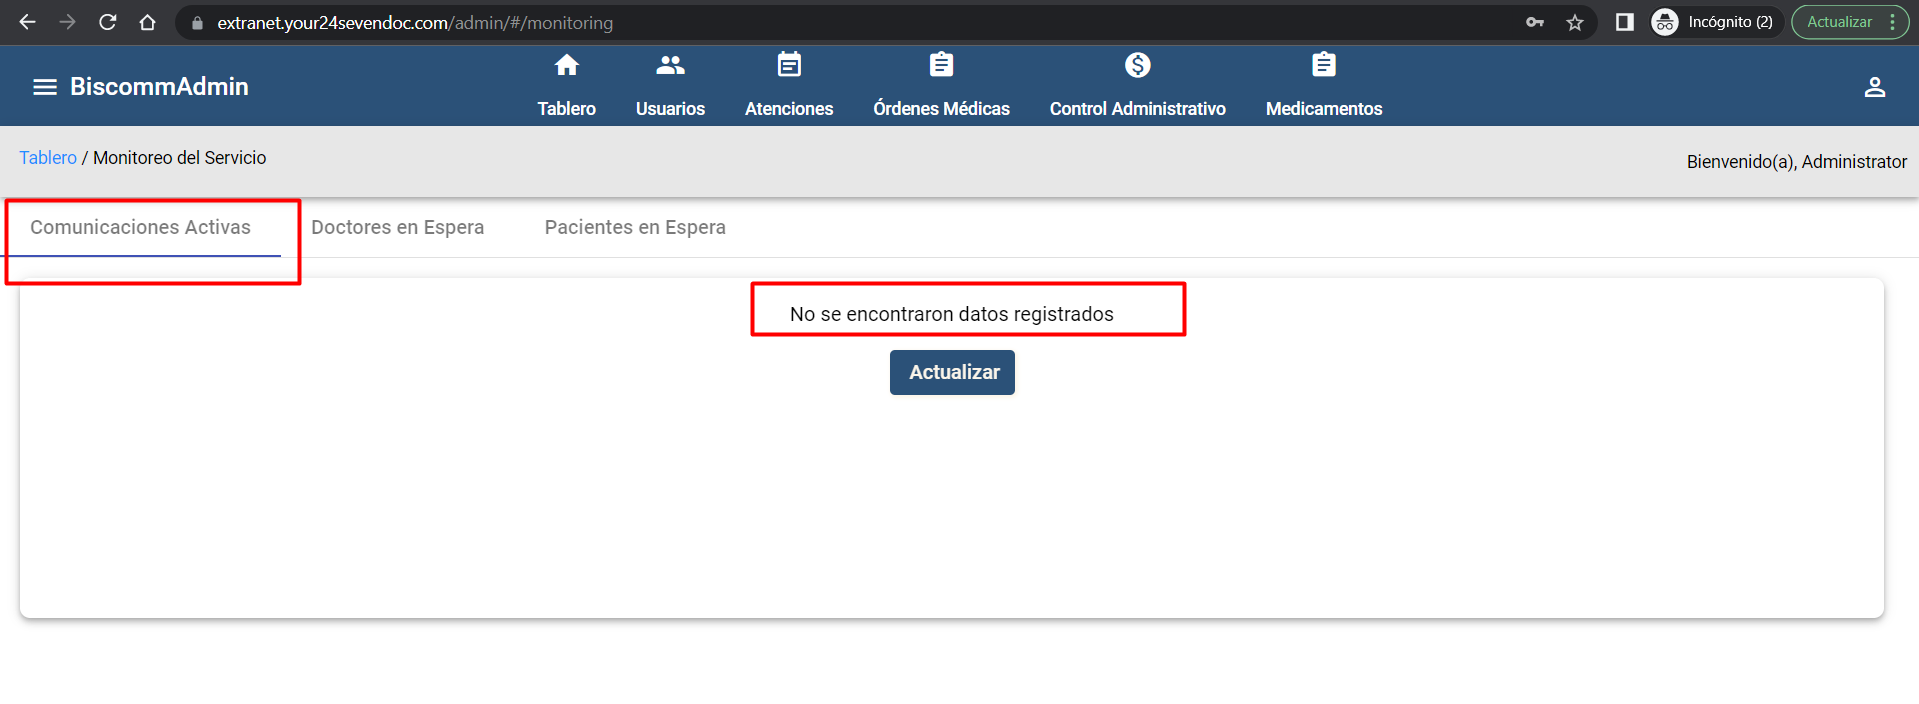 extranet.your24sevendoc.com/admin/#/monitoring
Incógnito (2)
Actualizar
BiscommAdmin
Tablero
Usuarios
Atenciones
Órdenes Médicas
Control Administrativo
Medicamentos
Tablero / Monitoreo del Servicio
Bienvenido(a), Administrator
Comunicaciones Activas
Doctores en Espera
Pacientes en Espera
No se encontraron datos registrados
Actualizar